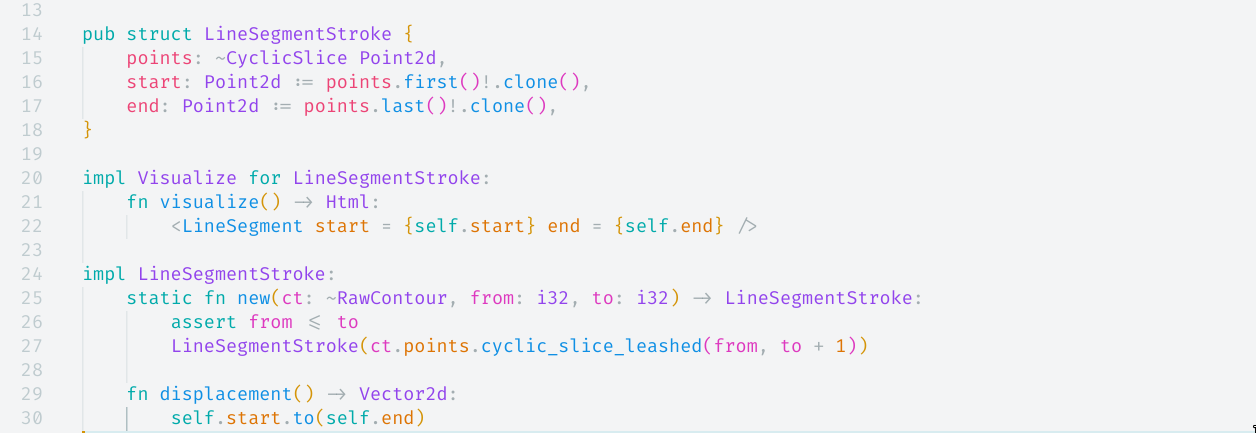 13
14 pub struct LineSegmentStroke {
15 points: ~CyclicSlice Point2d,
16 start: Point2d := points.first()!.clone(),
17 end: Point2d := points.last()!.clone(),
18 }
19
20 impl Visualize for LineSegmentStroke:
21 fn visualize() -> Html:
22 <LineSegment start = {self.start} end = {self.end} />
23
24 impl LineSegmentStroke:
25 static fn new(ct: ~RawContour, from: i32, to: i32) -> LineSegmentStroke:
26 assert from <= to
27 LineSegmentStroke(ct.points.cyclic_slice_leashed(from, to + 1))
28
29 fn displacement() -> Vector2d:
30 self.start.to(self.end)